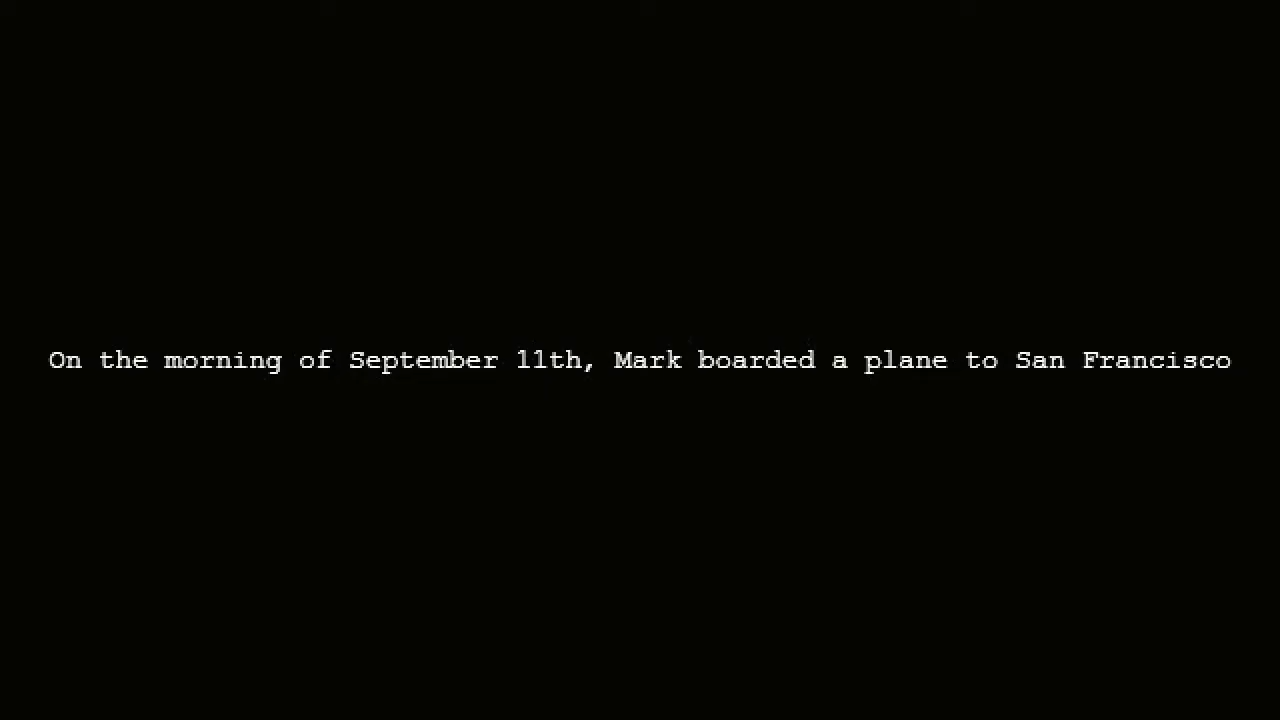 On the morning of September 11th, Mark boarded a plane to San Francisco